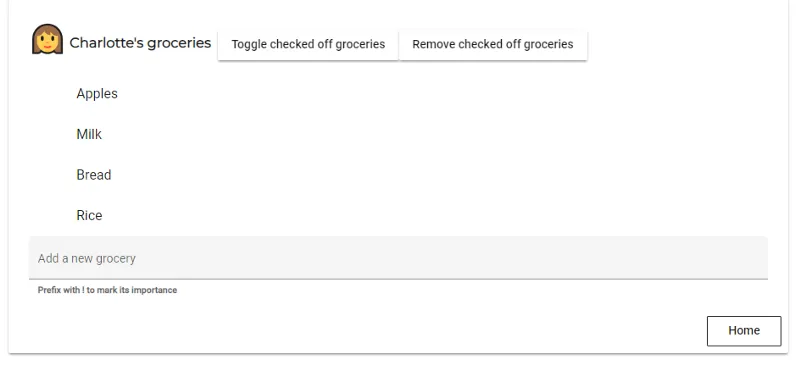 Charlotte's groceries Toggle checked off groceries Remove checked off groceries
Apples
Milk
Bread
Rice
Add a new grocery
Prefix with ! to mark its importance
Home